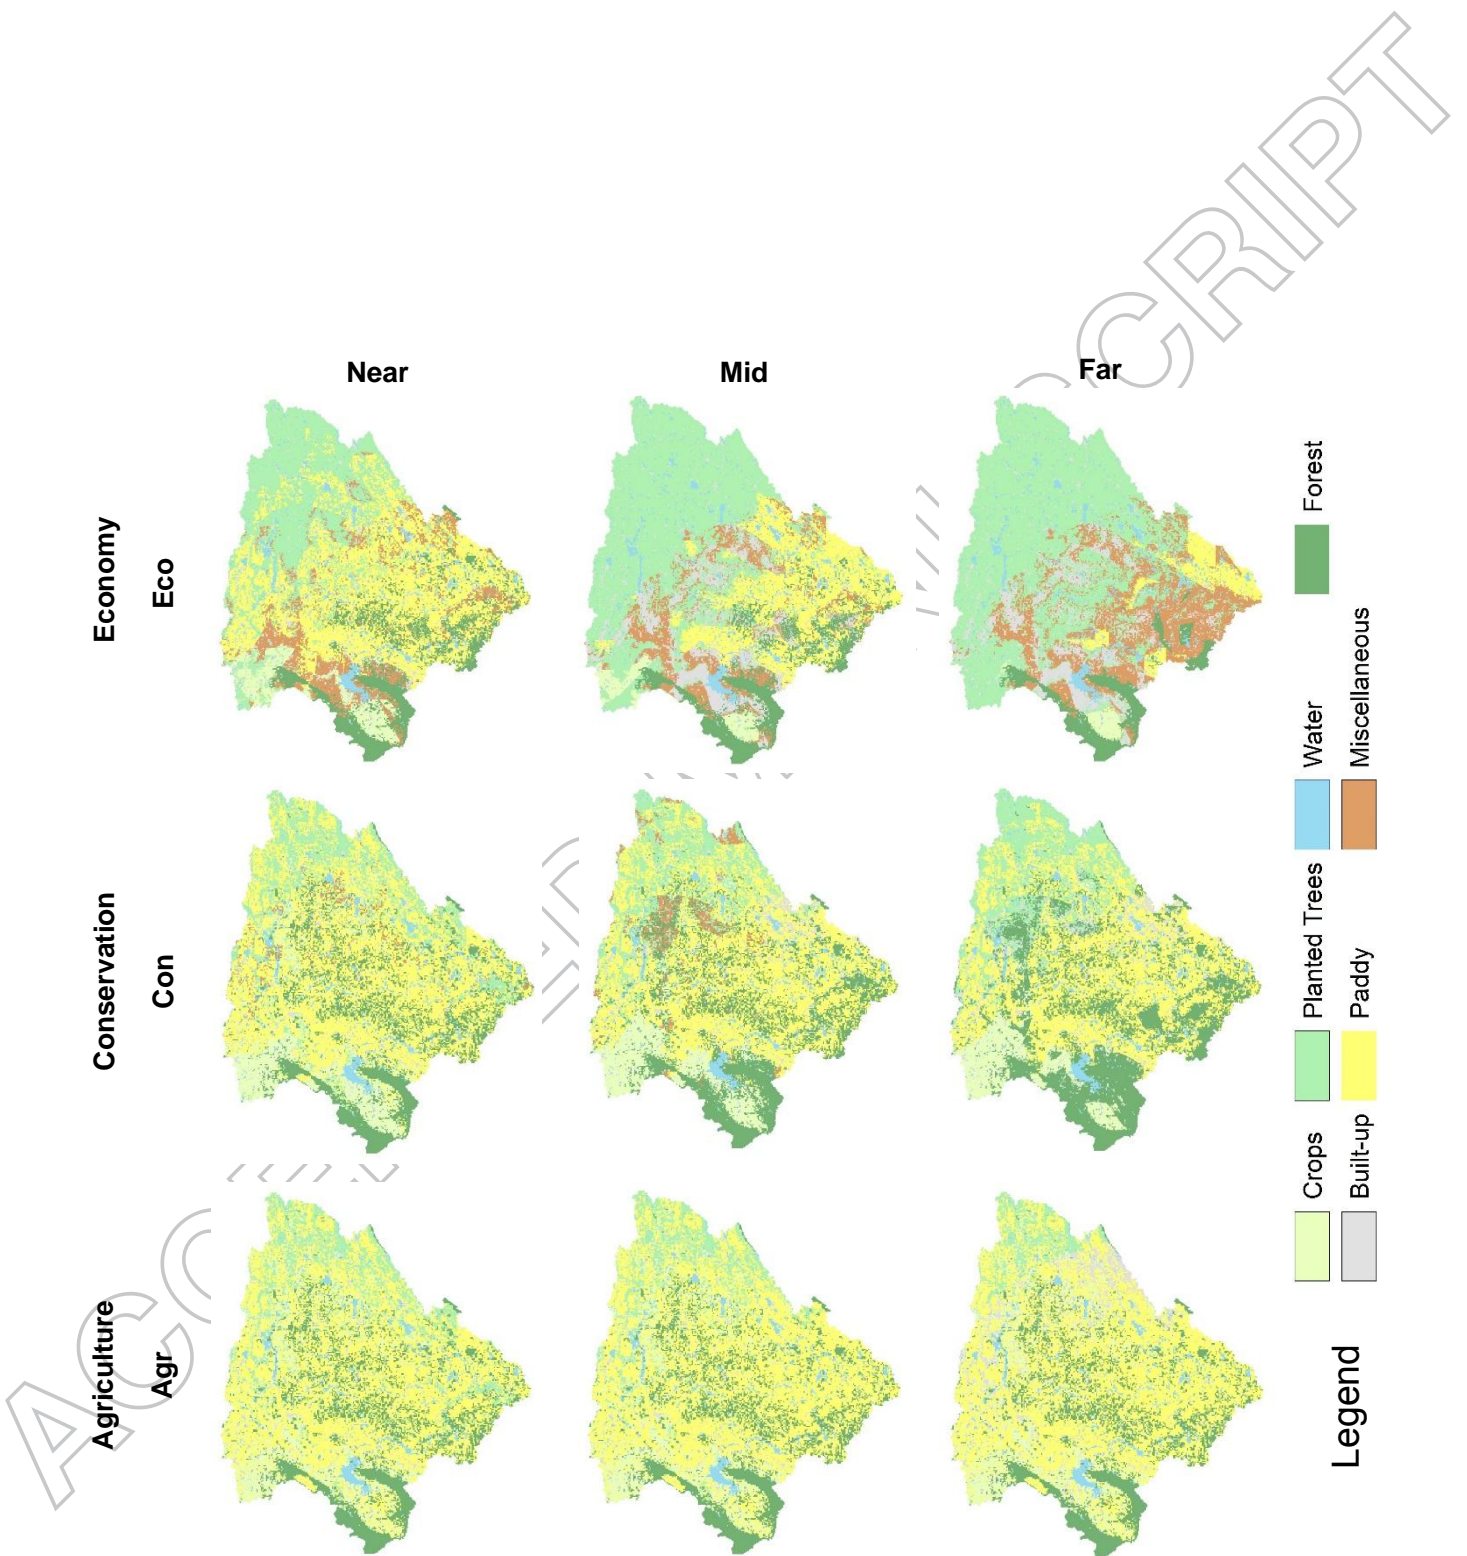 ACCEPTED MANUSCRIPT
Near
Mid
Far
Economy
Eco
Conservation
Con
Agriculture
Agr
Legend
Crops
Planted Trees
Water
Forest
Built-up
Paddy
Miscellaneous